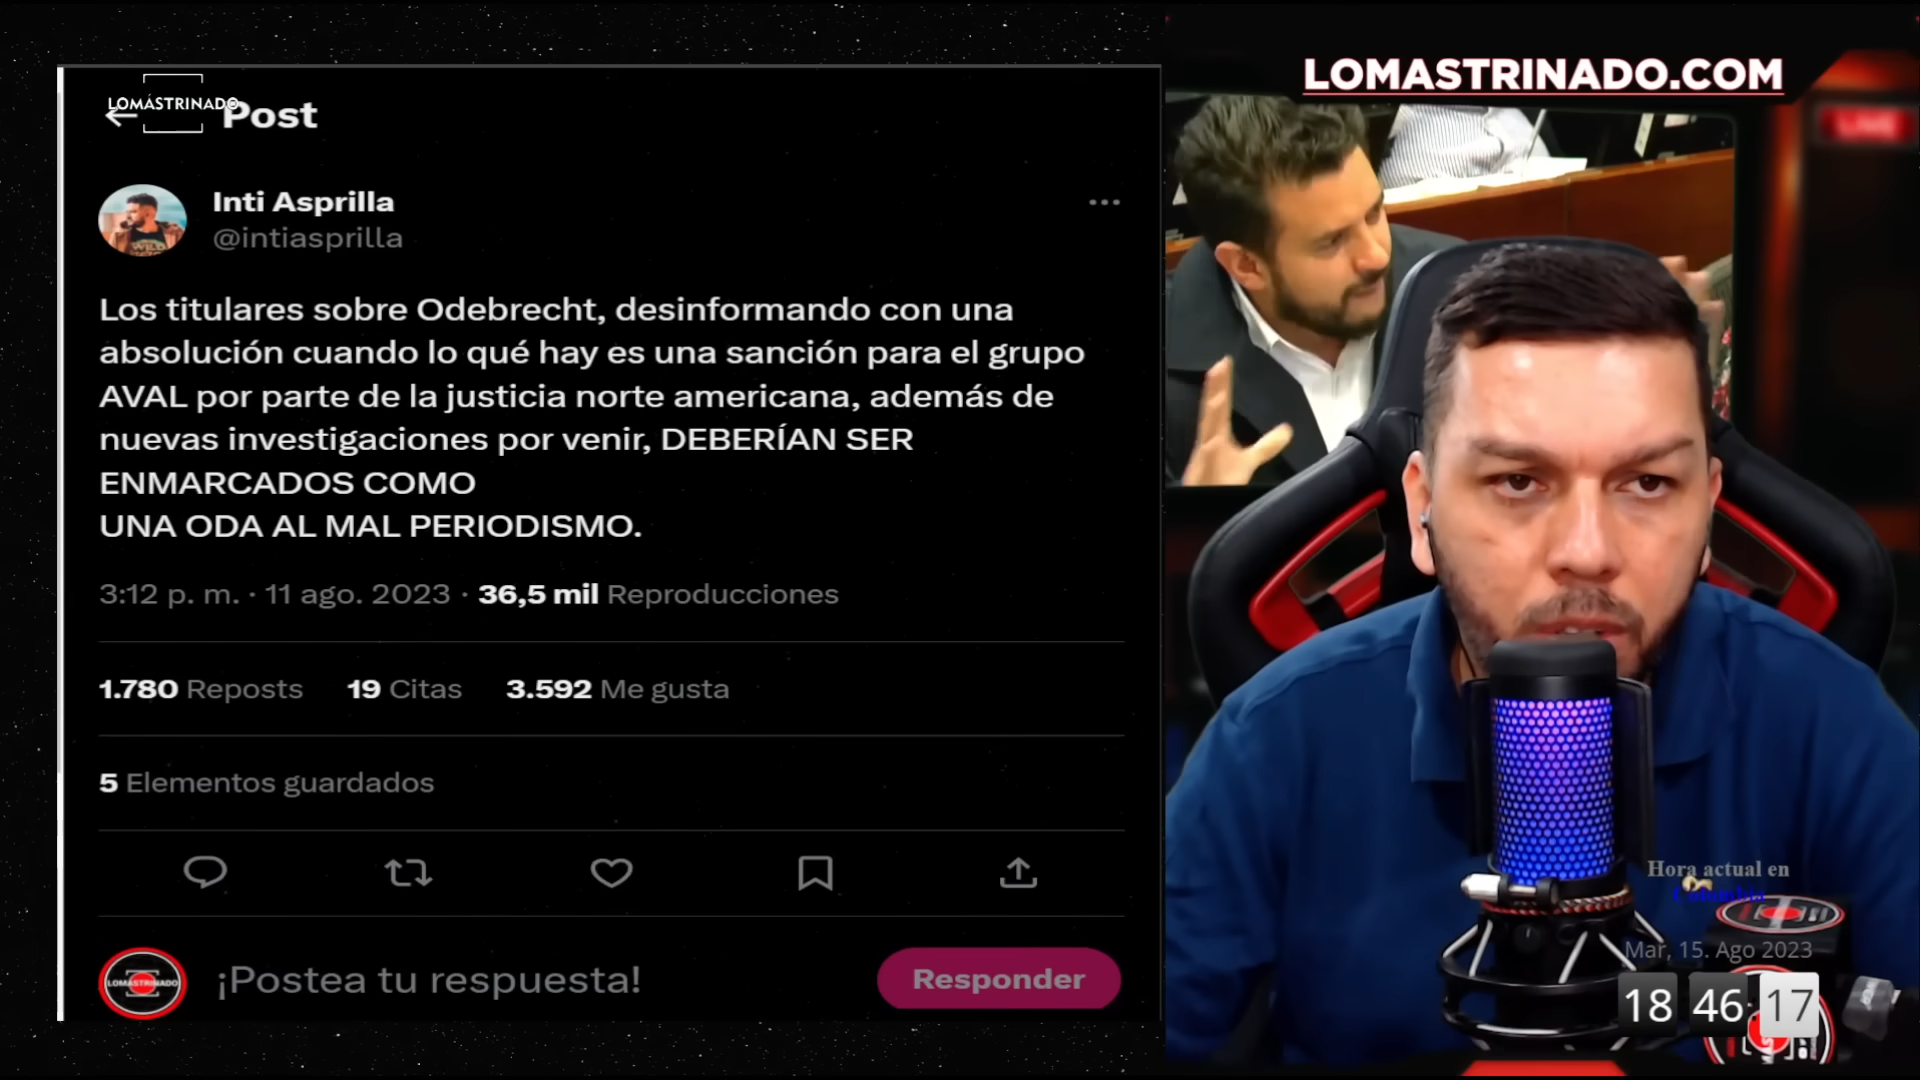 LOMÁSTRINADO
Post
Inti Asprilla
@intiasprilla
Los titulares sobre Odebrecht, desinformando con una
absolución cuando lo qué hay es una sanción para el grupo
AVAL por parte de la justicia norte americana, además de
nuevas investigaciones por venir, DEBERÍAN SER
ENMARCADOS COMO
UNA ODA AL MAL PERIODISMO.
3:12 p. m. · 11 ago. 2023 · 36,5 mil Reproducciones
1.780 Reposts 19 Citas 3.592 Me gusta
5 Elementos guardados
LOMASTRINADO
¡Postea tu respuesta!
Responder
LOMASTRINADO.COM
LIVE
Hora actual en
Colombia
Mar, 15. Ago 2023
18 46 17